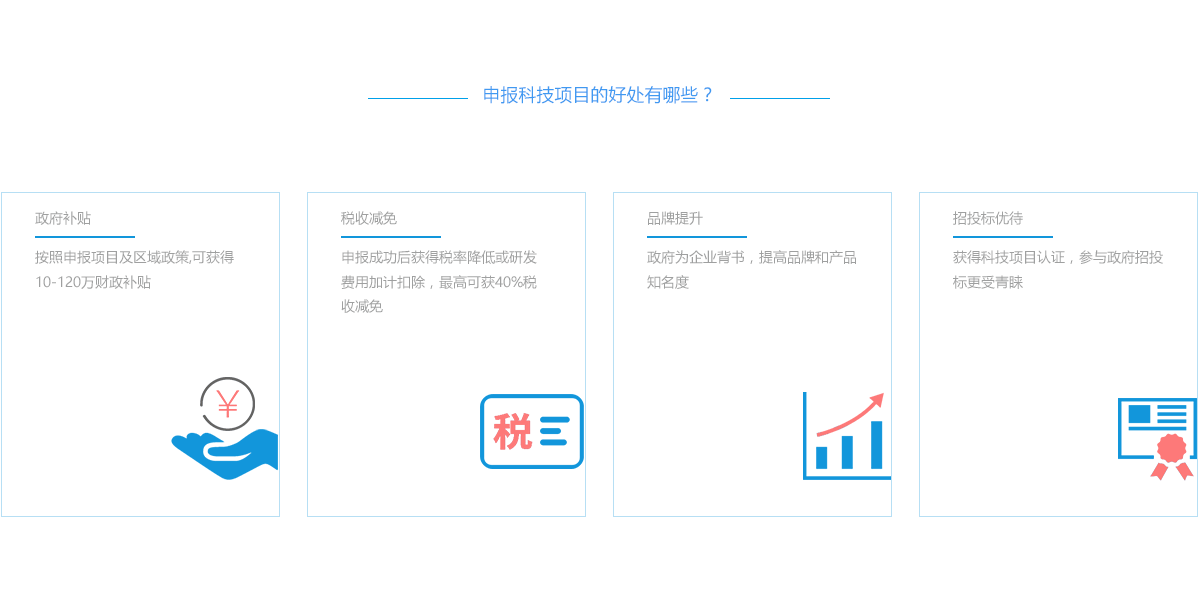 申报科技项目的好处有哪些？
政府补贴
按照申报项目及区域政策,可获得
10-120万财政补贴
¥
税收减免
申报成功后获得税率降低或研发
费用加计扣除，最高可获40%税
收减免
税
品牌提升
政府为企业背书，提高品牌和产品
知名度
招投标优待
获得科技项目认证，参与政府招投
标更受青睐